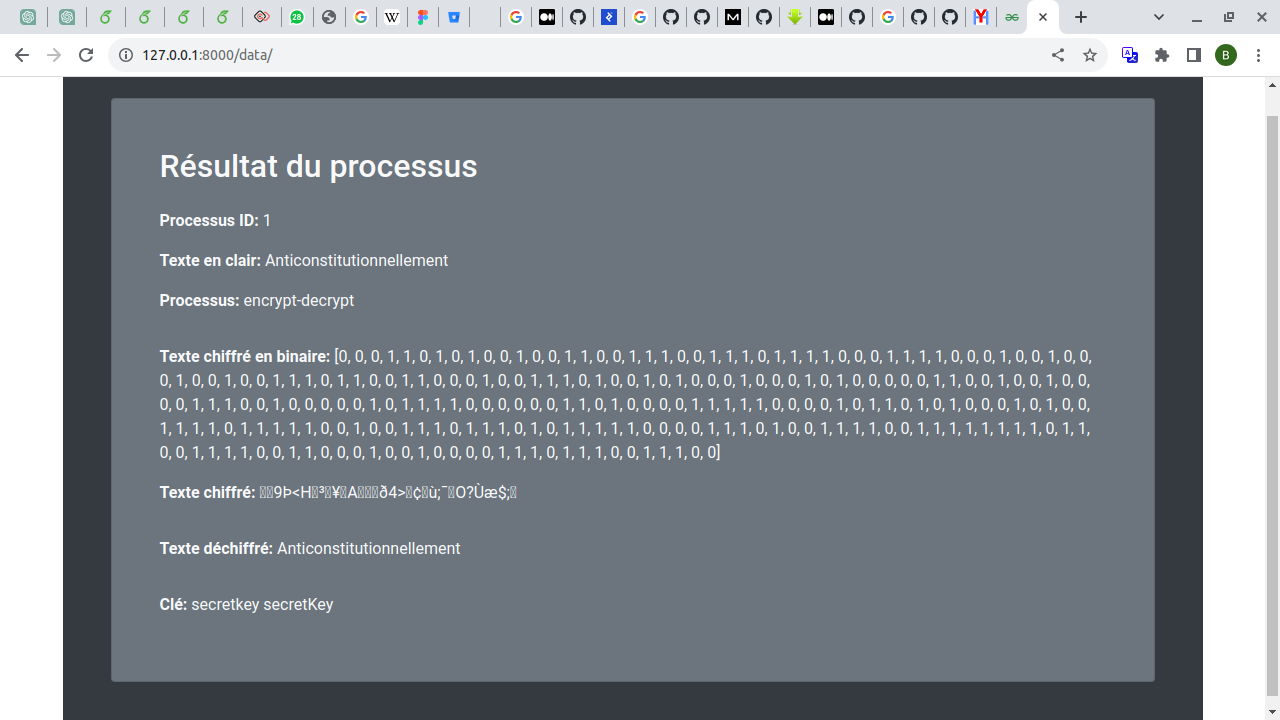 28
127.0.0.1:8000/data/
B
Résultat du processus
Processus ID: 1
Texte en clair: Anticonstitutionnellement
Processus: encrypt-decrypt
Texte chiffré en binaire: [0, 0, 0, 1, 1, 0, 1, 0, 1, 0, 0, 1, 0, 0, 1, 1, 0, 0, 1, 1, 1, 0, 0, 1, 1, 1, 0, 1, 1, 1, 1, 0, 0, 0, 1, 1, 1, 1, 0, 0, 0, 1, 0, 0, 1, 0, 0,
0, 1, 0, 0, 1, 0, 0, 1, 1, 1, 0, 1, 1, 0, 0, 1, 1, 0, 0, 0, 1, 0, 0, 1, 1, 1, 0, 1, 0, 0, 1, 0, 1, 0, 0, 0, 1, 0, 0, 0, 1, 0, 1, 0, 0, 0, 0, 0, 1, 1, 0, 0, 1, 0, 0, 1, 0, 0,
0, 0, 1, 1, 1, 0, 0, 1, 0, 0, 0, 0, 0, 1, 0, 1, 1, 1, 1, 0, 0, 0, 0, 0, 0, 1, 1, 0, 1, 0, 0, 0, 0, 1, 1, 1, 1, 1, 0, 0, 0, 0, 1, 0, 1, 1, 0, 1, 0, 1, 0, 0, 0, 1, 0, 1, 0, 0,
1, 1, 1, 1, 0, 1, 1, 1, 1, 1, 0, 0, 1, 0, 0, 1, 1, 1, 0, 1, 1, 1, 0, 1, 0, 1, 1, 1, 1, 1, 0, 0, 0, 0, 1, 1, 1, 0, 1, 0, 0, 1, 1, 1, 1, 0, 0, 1, 1, 1, 1, 1, 1, 1, 1, 0, 1, 1,
0, 0, 1, 1, 1, 1, 0, 0, 1, 1, 0, 0, 0, 1, 0, 0, 1, 0, 0, 0, 0, 1, 1, 1, 0, 1, 1, 1, 0, 0, 1, 1, 1, 0, 0]
Texte chiffré: 9Þ<H³¥Að4>¢ù;¯O?Ùæ$;
Texte déchiffré: Anticonstitutionnellement
Clé: secretkey secretKey